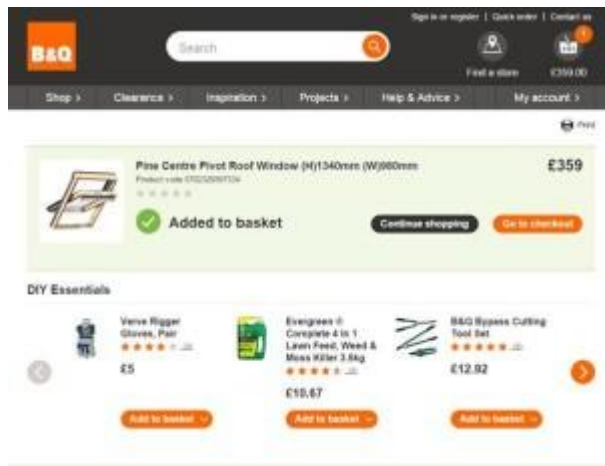 Sign in or register | Quick order | Contact us
B&Q
Search
Find a store
£359.00
Shop >
Clearance >
Inspiration >
Projects >
Help & Advice >
My account >
Print
Pine Centre Pivot Roof Window (H)1340mm (W)980mm
£359
Product code
Added to basket
Continue shopping
Go to checkout
DIY Essentials
Verve Rigger
Gloves, Pair
£5
Add to basket
Evergreen ®
Complete 4 in 1
Lawn Feed, Weed &
Moss Killer 3.5kg
£10.67
Add to basket
B&Q Bypass Cutting
Tool Set
£12.92
Add to basket